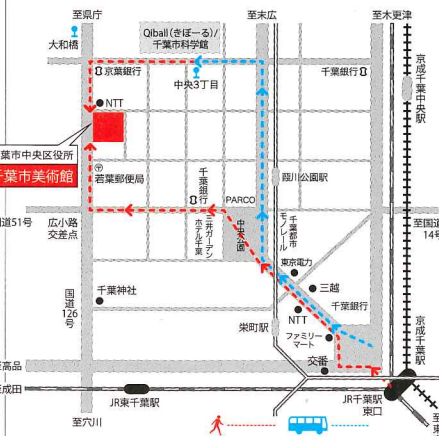 至県庁
至末広
至木更津
大和橋
Qiball(きぼーる)/
千葉市科学館
京葉銀行
中央3丁目
千葉銀行
京成千葉中央駅
NTT
葉市中央区役所
千葉市美術館
若葉郵便局
千葉銀行
PARCO
葭川公園駅
国道51号
広小路
交差点
三井ガーデン
ホテル千葉
中央公園
千葉都市
モノレール
至国道
14号
東京電力
国道
126号
千葉神社
三越
千葉銀行
NTT
栄町駅
ファミリー
マート
交番
京成千葉駅
至高品
至成田
JR東千葉駅
JR千葉駅
東口
至穴川